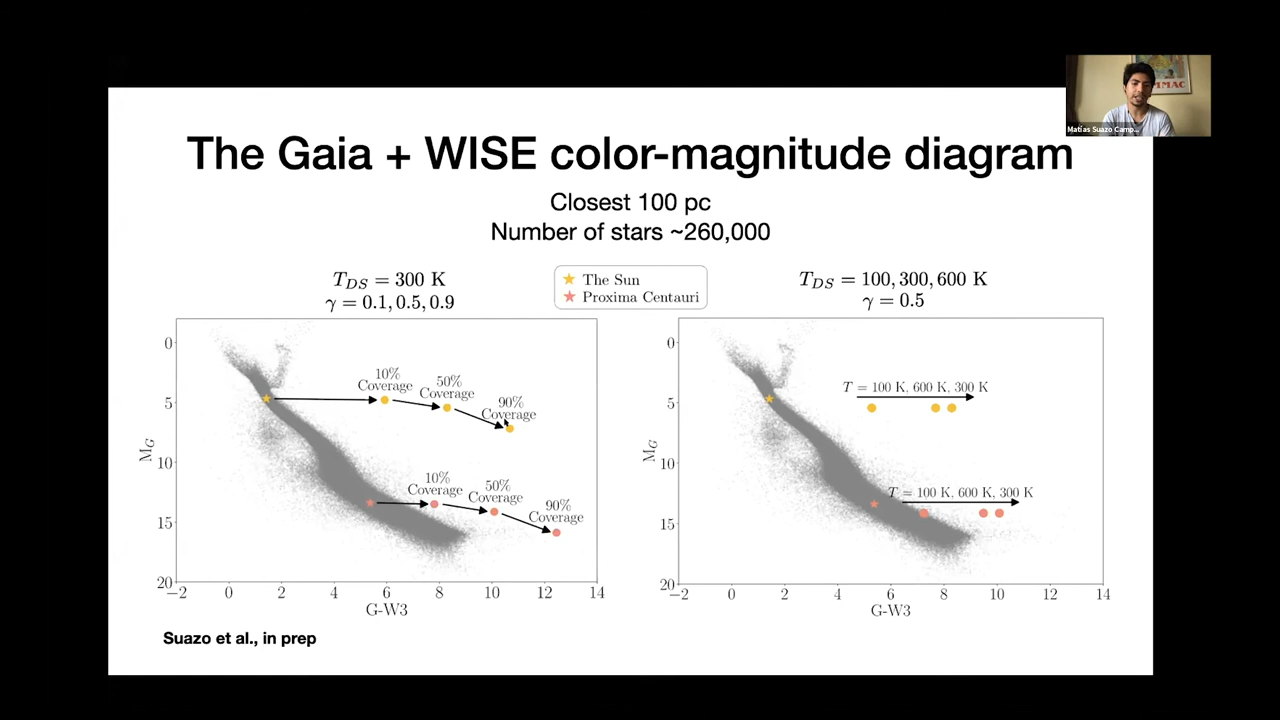 MMAC
Matías Suazo Camp...
The Gaia + WISE color-magnitude diagram
Closest 100 pc
Number of stars ~260,000
T_DS = 300 K
γ = 0.1, 0.5, 0.9
The Sun
Proxima Centauri
T_DS = 100, 300, 600 K
γ = 0.5
0
5
10
15
20
M_G
10%
Coverage
50%
Coverage
90%
Coverage
10%
Coverage
50%
Coverage
90%
Coverage
−2 0 2 4 6 8 10 12 14
G-W3
0
5
10
15
20
M_G
T = 100 K, 600 K, 300 K
T = 100 K, 600 K, 300 K
−2 0 2 4 6 8 10 12 14
G-W3
Suazo et al., in prep